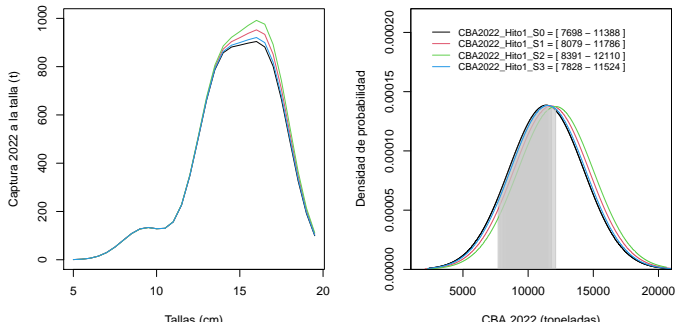 Captura 2022 a la talla (t)
0
200
400
600
800
1000
5
10
15
20
Tallas (cm)
Densidad de probabilidad
0.00000
0.00005
0.00010
0.00015
0.00020
CBA2022_Hito1_S0 = [ 7698 − 11388 ]
CBA2022_Hito1_S1 = [ 8079 − 11786 ]
CBA2022_Hito1_S2 = [ 8391 − 12110 ]
CBA2022_Hito1_S3 = [ 7828 − 11524 ]
5000
10000
15000
20000
CBA 2022 (toneladas)